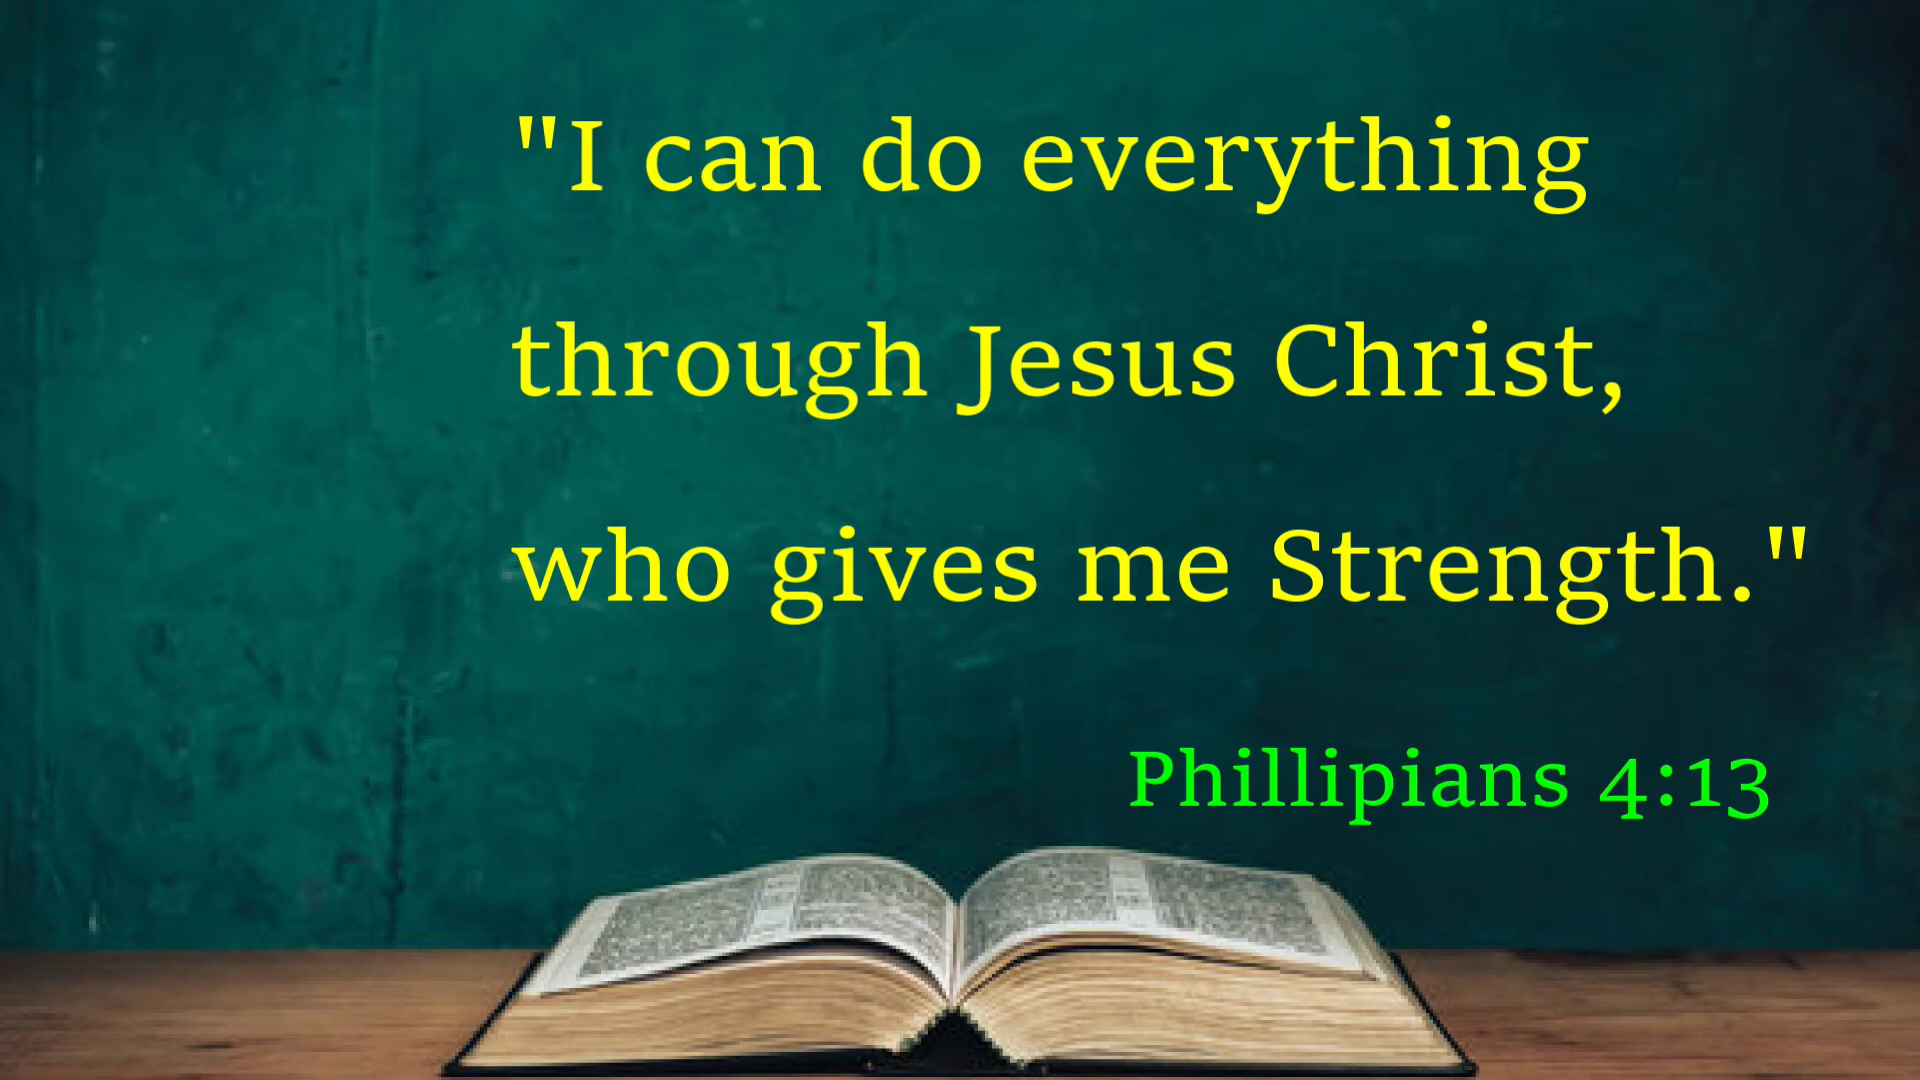 "I can do everything
through Jesus Christ,
who gives me Strength."
Phillipians 4:13